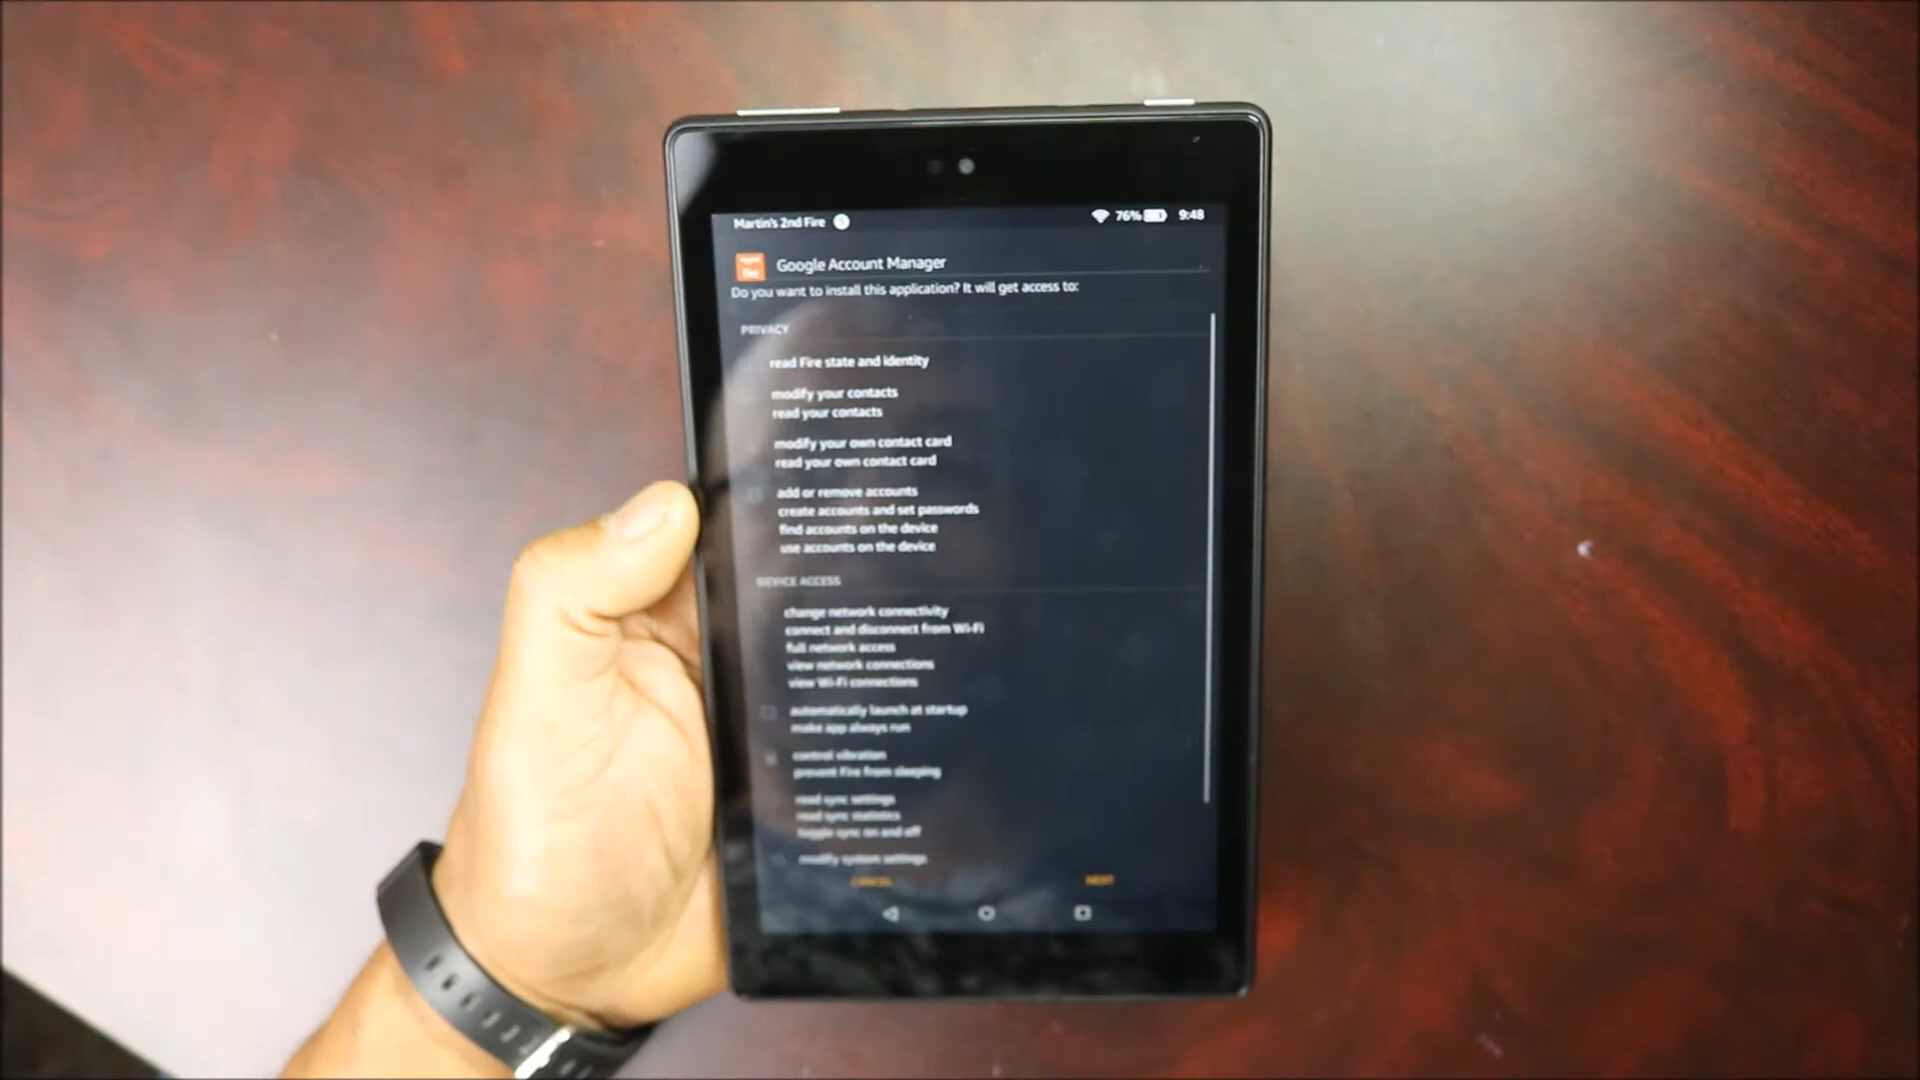 Martin's 2nd Fire
76% 9:48
fire
Google Account Manager
Do you want to install this application? It will get access to:
PRIVACY
read Fire state and identity
modify your contacts
read your contacts
modify your own contact card
read your own contact card
add or remove accounts
create accounts and set passwords
find accounts on the device
use accounts on the device
DEVICE ACCESS
change network connectivity
connect and disconnect from Wi-Fi
full network access
view network connections
view Wi-Fi connections
automatically launch at startup
make app always run
control vibration
prevent Fire from sleeping
read sync settings
read sync statistics
toggle sync on and off
modify system settings
CANCEL NEXT